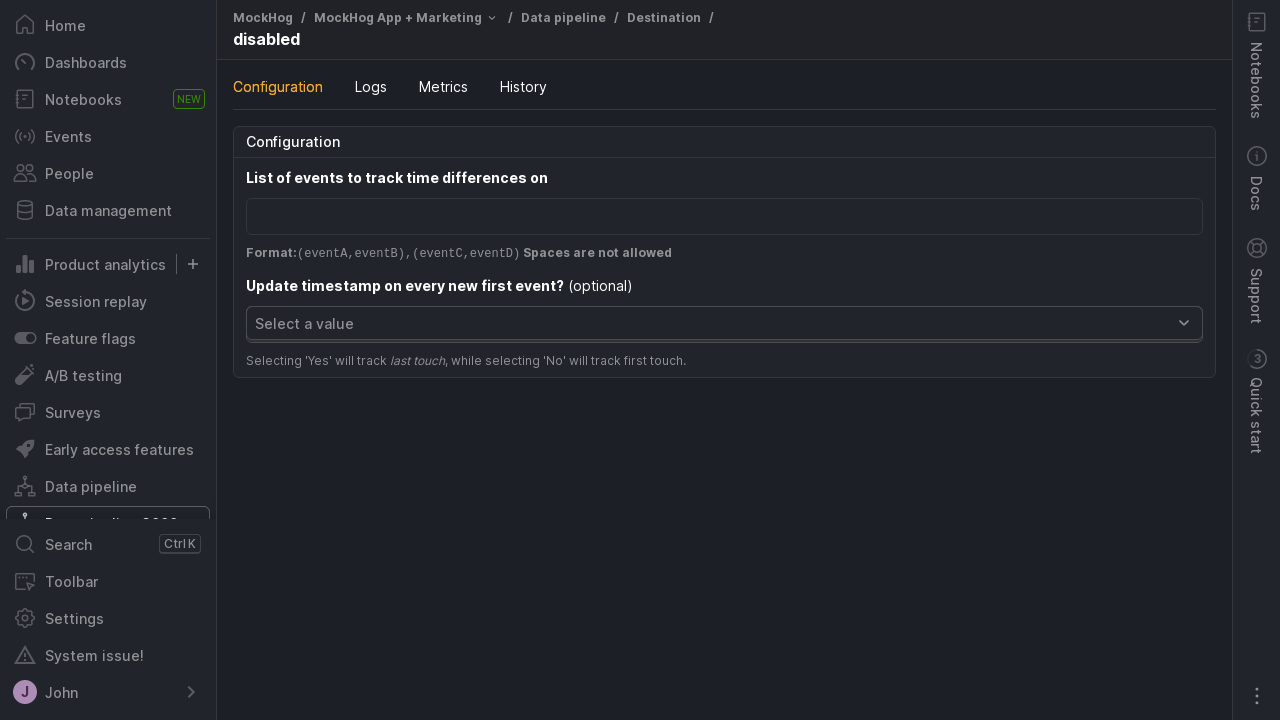 Home
Dashboards
Notebooks NEW
Events
People
Data management
Product analytics
Session replay
Feature flags
A/B testing
Surveys
Early access features
Data pipeline
Search Ctrl K
Toolbar
Settings
System issue!
J John
MockHog / MockHog App + Marketing / Data pipeline / Destination /
disabled
Configuration Logs Metrics History
Configuration
List of events to track time differences on
Format:(eventA,eventB),(eventC,eventD) Spaces are not allowed
Update timestamp on every new first event? (optional)
Select a value
Selecting 'Yes' will track last touch, while selecting 'No' will track first touch.
Notebooks
Docs
Support
3 Quick start